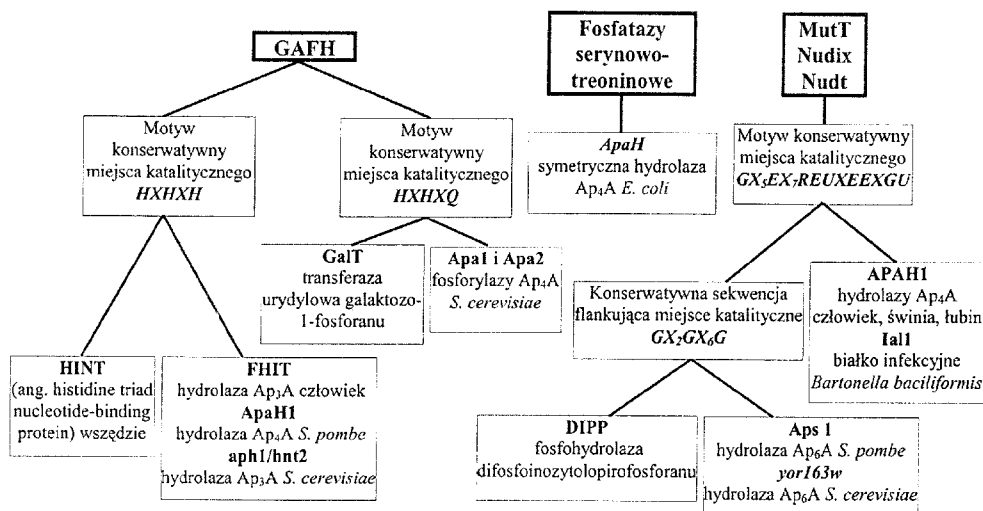 GAFH
Fosfatazy
serynowo-
treoninowe
MutT
Nudix
Nudt
Motyw
konserwatywny
miejsca katalitycznego
HXHXH
Motyw
konserwatywny
miejsca katalitycznego
HXHXQ
ApaH
symetryczna hydrolaza
Ap₄A E. coli
Motyw konserwatywny
miejsca katalitycznego
GX₅EX₇REUXEEXGU
GalT
transferaza
urydylowa galaktozo-
1-fosforanu
Apa1 i Apa2
fosforylazy Ap₄A
S. cerevisiae
Konserwatywna sekwencja
flankująca miejsce katalityczne
GX₂GX₆G
APAH1
hydrolazy Ap₄A
człowiek, świnia, łubin
Ial1
białko infekcyjne
Bartonella baciliformis
HINT
(ang. histidine triad
nucleotide-binding
protein) wszędzie
FHIT
hydrolaza Ap₃A człowiek
ApaH1
hydrolaza Ap₄A S. pombe
aph1/hnt2
hydrolaza Ap₃A S. cerevisiae
DIPP
fosfohydrolaza
difosfoinozytolopirofosforanu
Aps 1
hydrolaza Ap₆A S. pombe
yor163w
hydrolaza Ap₆A S. cerevisiae